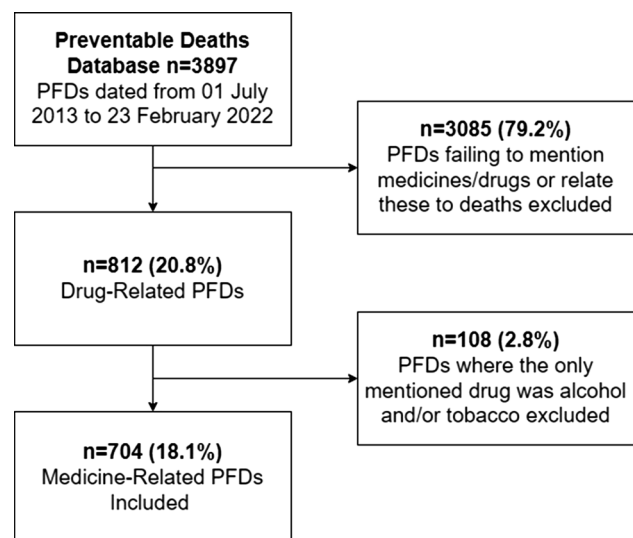 Preventable Deaths
Database n=3897
PFDs dated from 01 July
2013 to 23 February 2022
n=3085 (79.2%)
PFDs failing to mention
medicines/drugs or relate
these to deaths excluded
n=812 (20.8%)
Drug-Related PFDs
n=108 (2.8%)
PFDs where the only
mentioned drug was alcohol
and/or tobacco excluded
n=704 (18.1%)
Medicine-Related PFDs
Included